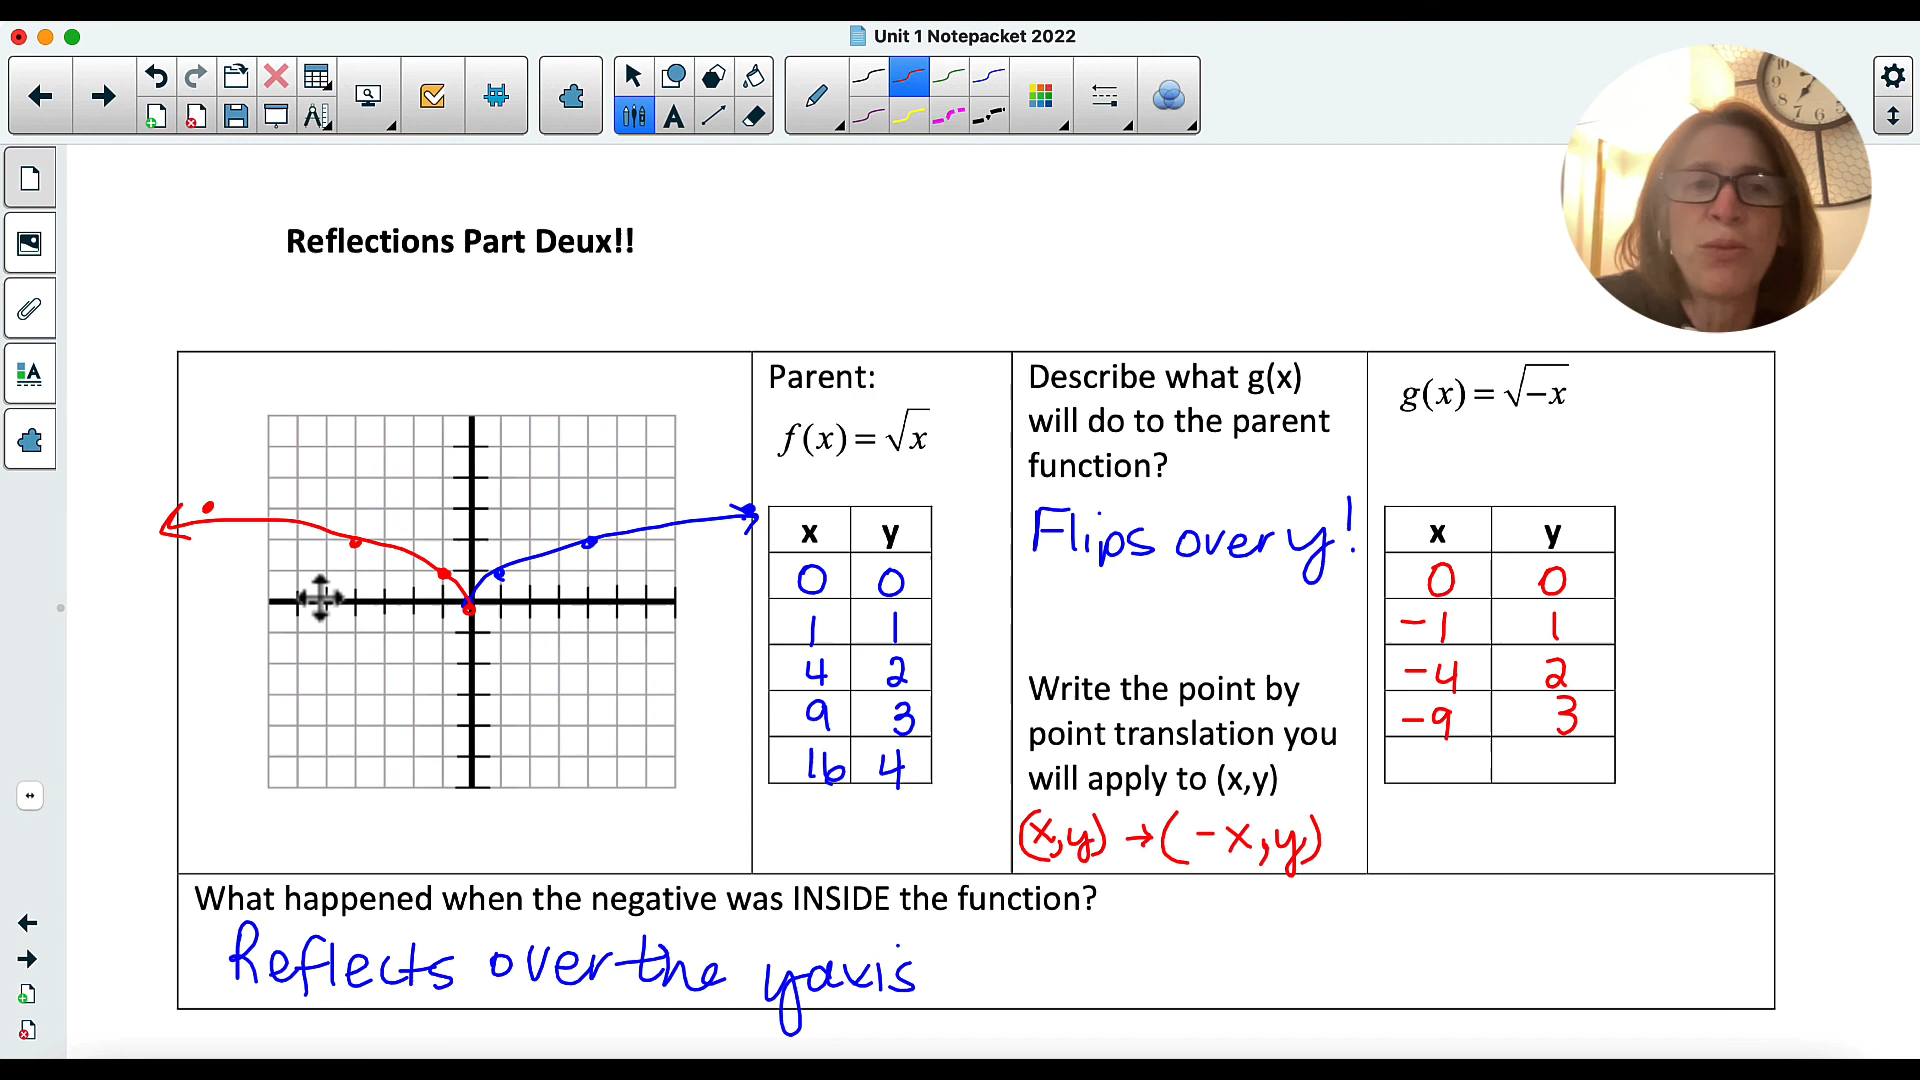 Unit 1 Notepacket 2022
Reflections Part Deux!!
Parent:
f(x) = √x
x y
0 0
1 1
4 2
9 3
16 4
Describe what g(x)
will do to the parent
function?
Flips over y!
Write the point by
point translation you
will apply to (x,y)
(x,y) → (-x,y)
g(x) = √-x
x y
0 0
-1 1
-4 2
-9 3
What happened when the negative was INSIDE the function?
Reflects over the yaxis